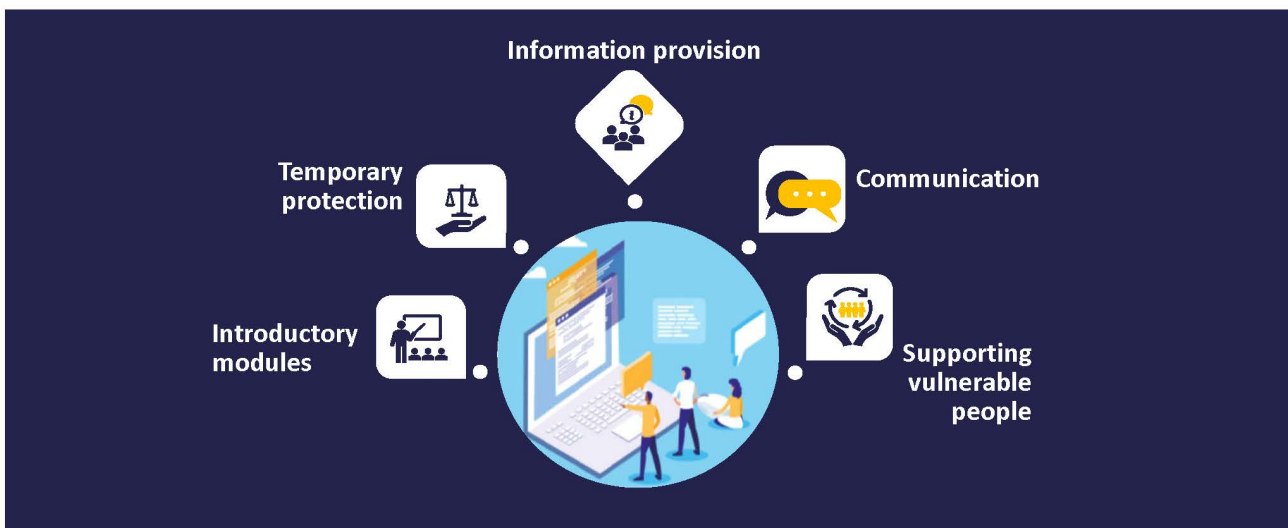 Information provision
Temporary
protection
Communication
Introductory
modules
Supporting
vulnerable
people